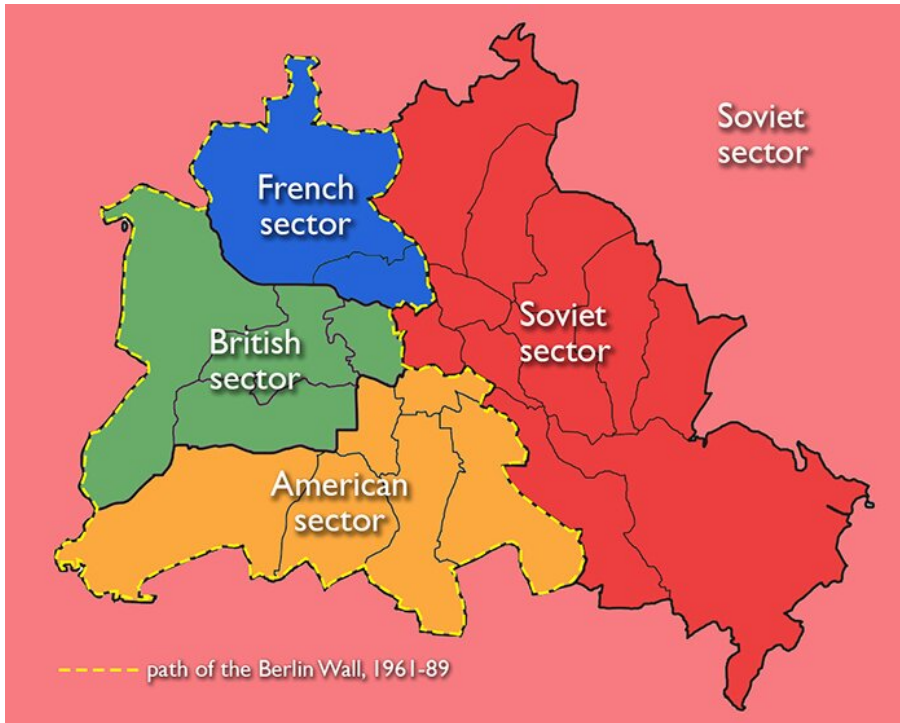 Soviet
sector
French
sector
Soviet
sector
British
sector
American
sector
path of the Berlin Wall, 1961-89